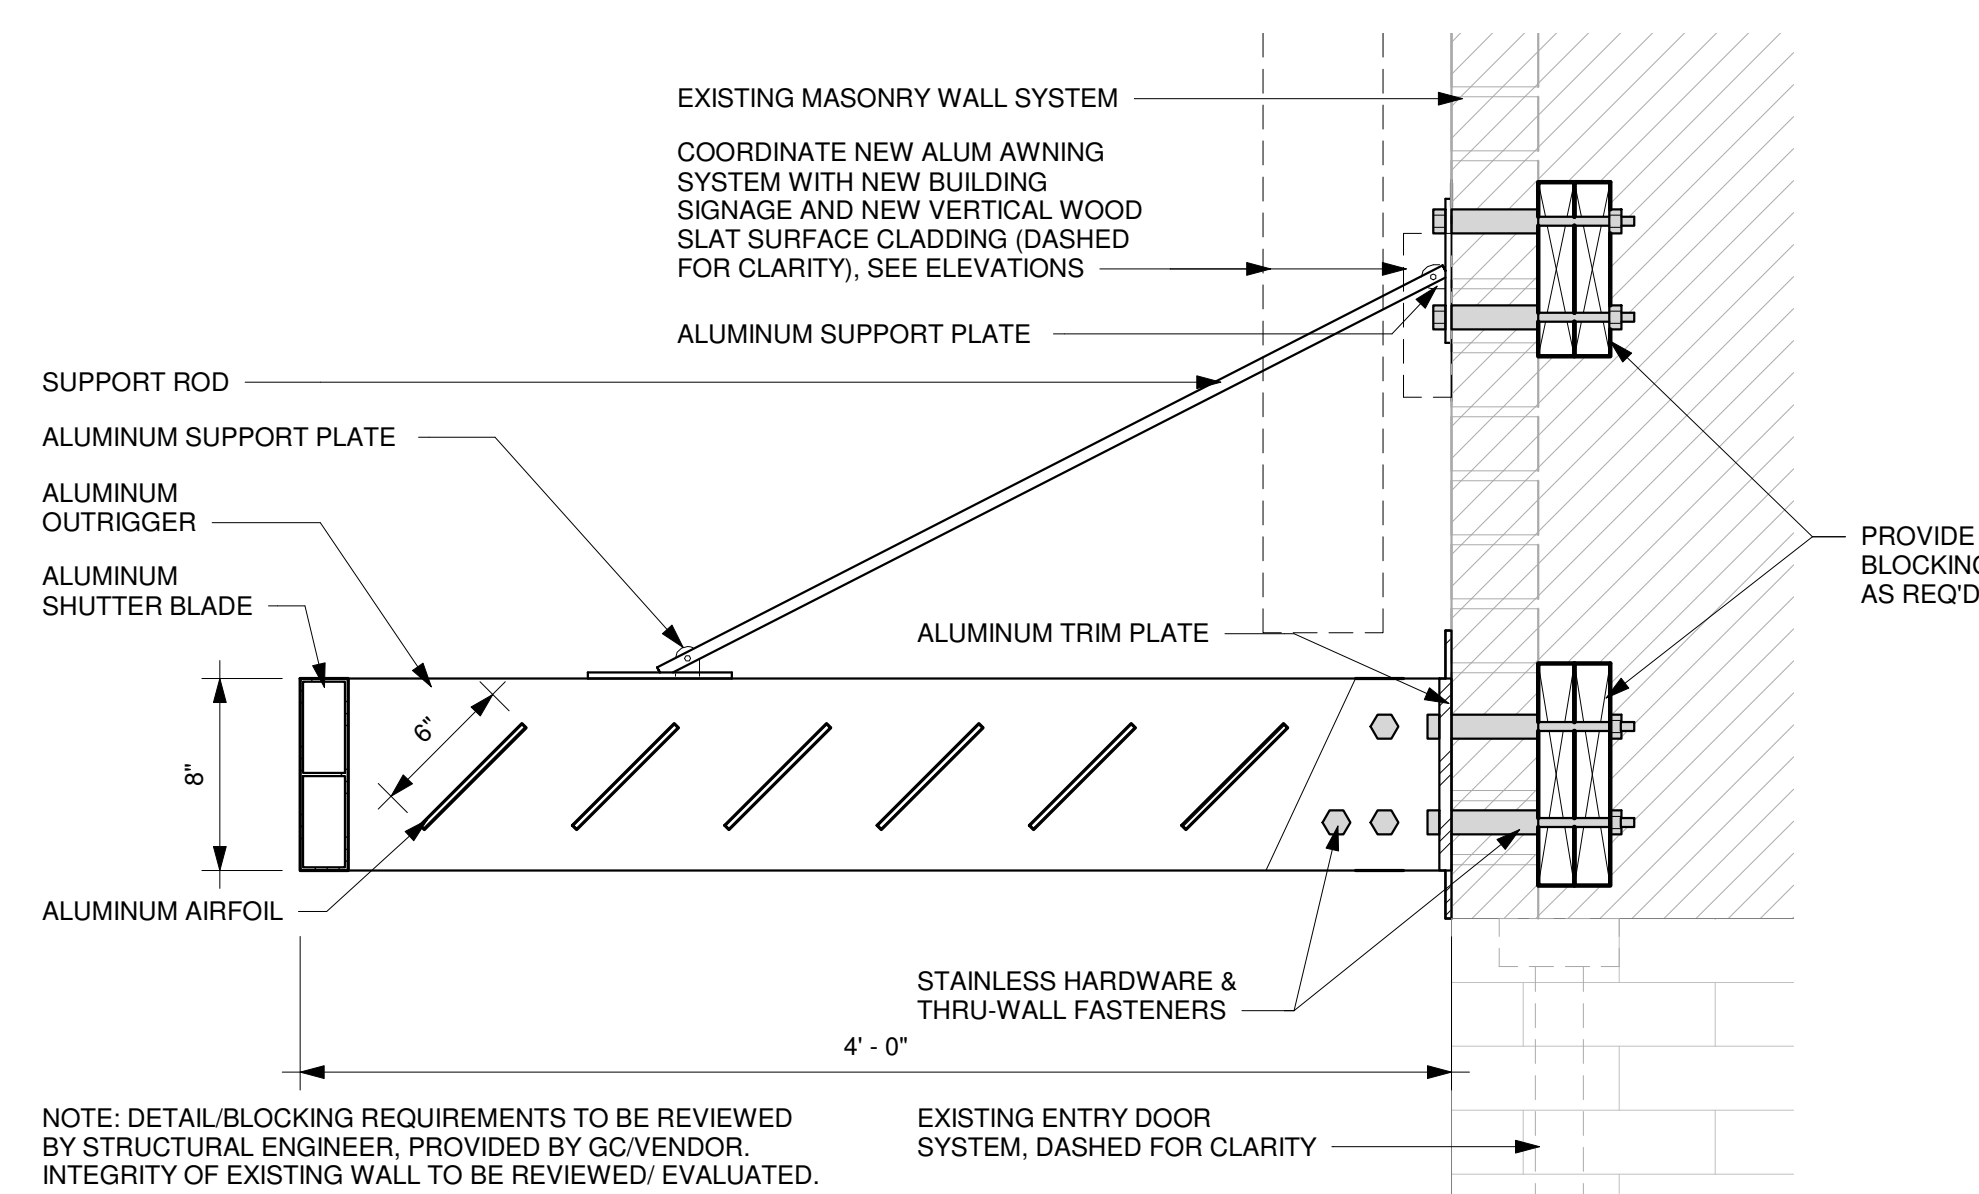 EXISTING MASONRY WALL SYSTEM
COORDINATE NEW ALUM AWNING
SYSTEM WITH NEW BUILDING
SIGNAGE AND NEW VERTICAL WOOD
SLAT SURFACE CLADDING (DASHED
FOR CLARITY), SEE ELEVATIONS
ALUMINUM SUPPORT PLATE
SUPPORT ROD
ALUMINUM SUPPORT PLATE
ALUMINUM
OUTRIGGER
ALUMINUM
SHUTTER BLADE
PROVIDE
BLOCKING
AS REQ'D
ALUMINUM TRIM PLATE
6"
8"
ALUMINUM AIRFOIL
STAINLESS HARDWARE &
THRU-WALL FASTENERS
4' - 0"
NOTE: DETAIL/BLOCKING REQUIREMENTS TO BE REVIEWED
BY STRUCTURAL ENGINEER, PROVIDED BY GC/VENDOR.
INTEGRITY OF EXISTING WALL TO BE REVIEWED/ EVALUATED.
EXISTING ENTRY DOOR
SYSTEM, DASHED FOR CLARITY